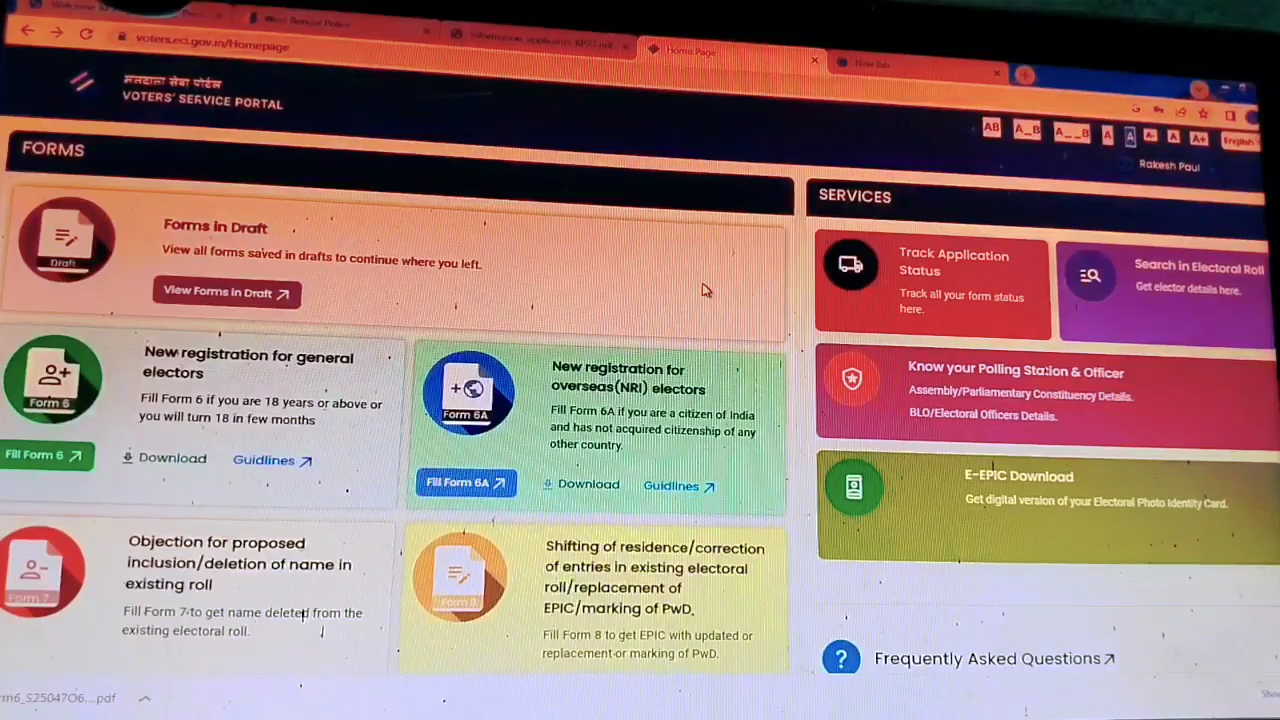 West Bengal Police
Home Page
New Tab
voters.eci.gov.in/Homepage
मतदाता सेवा पोर्टल
VOTERS' SERVICE PORTAL
AB A_B A__B A A A- A A+ English
Rakesh Paul
FORMS
Forms in Draft
View all forms saved in drafts to continue where you left.
Draft
View Forms in Draft
New registration for general
electors
Fill Form 6 if you are 18 years or above or
you will turn 18 in few months
Form 6
Fill Form 6
Download
Guidlines
New registration for
overseas(NRI) electors
Fill Form 6A if you are a citizen of India
and has not acquired citizenship of any
other country.
Form 6A
Fill Form 6A
Download
Guidlines
Objection for proposed
inclusion/deletion of name in
existing roll
Fill Form 7 to get name deleted from the
existing electoral roll.
Form 7
Shifting of residence/correction
of entries in existing electoral
roll/replacement of
EPIC/marking of PwD.
Fill Form 8 to get EPIC with updated or
replacement or marking of PwD.
Form 8
SERVICES
Track Application
Status
Track all your form status
here.
Search in Electoral Roll
Get elector details here.
Know your Polling Station & Officer
Assembly/Parliamentary Constituency Details.
BLO/Electoral Officers Details.
E-EPIC Download
Get digital version of your Electoral Photo Identity Card.
? Frequently Asked Questions
rm6_S25047O6....pdf